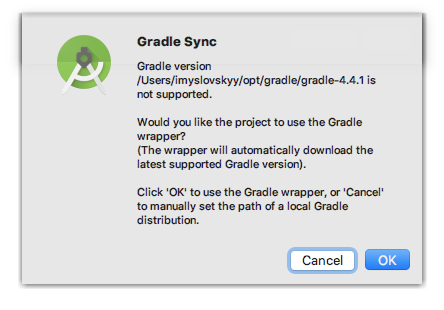 Gradle Sync
Gradle version
/Users/imyslovskyy/opt/gradle/gradle-4.4.1 is
not supported.
Would you like the project to use the Gradle
wrapper?
(The wrapper will automatically download the
latest supported Gradle version).
Click 'OK' to use the Gradle wrapper, or 'Cancel'
to manually set the path of a local Gradle
distribution.
Cancel OK